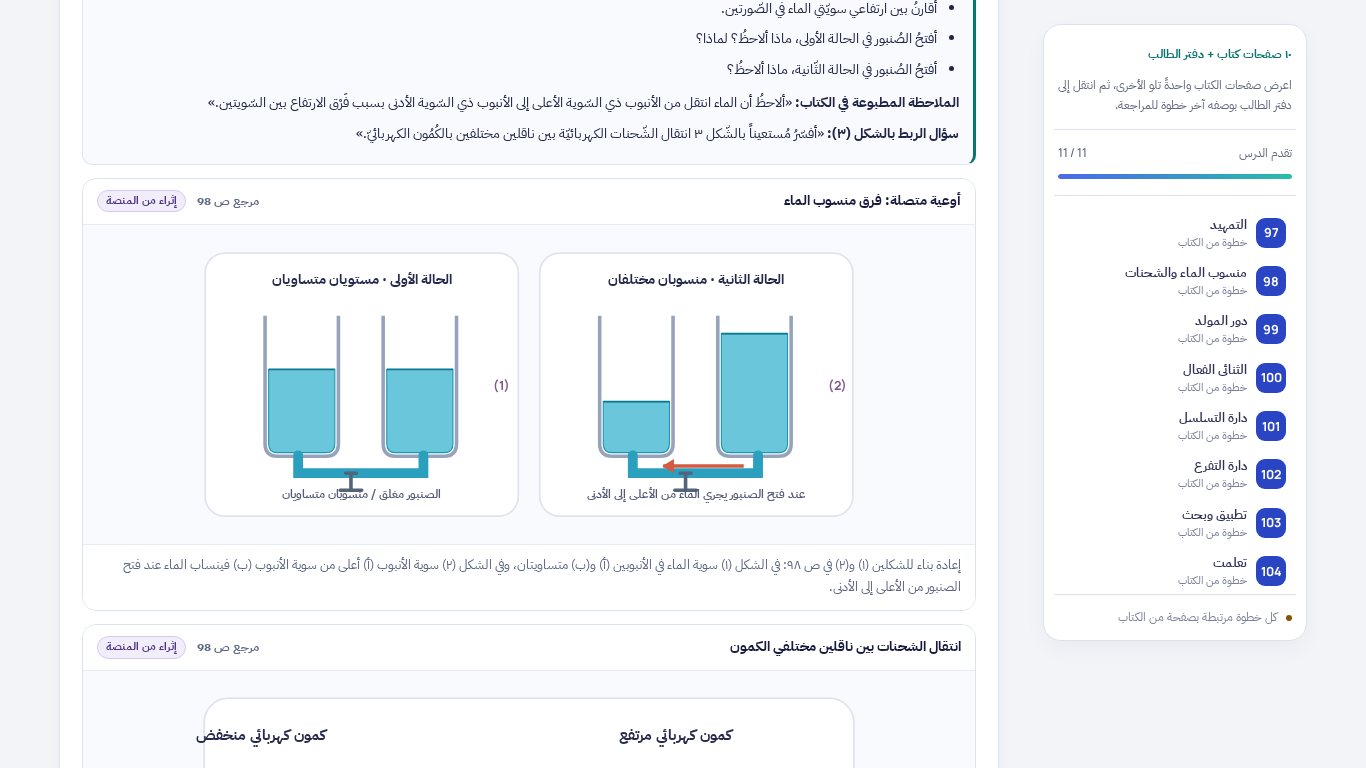 أقارنُ بين ارتفاعي سويّتي الماء في الصّورتين.
أفتحُ الصُنبور في الحالة الأولى، ماذا ألاحظُ؟ لماذا؟
أفتحُ الصُنبور في الحالة الثّانية، ماذا ألاحظُ؟
الملاحظة المطبوعة في الكتاب: «ألاحظُ أن الماء انتقل من الأنبوب ذي السّوية الأعلى إلى الأنبوب ذي السّوية الأدنى بسبب فَرْق الارتفاع بين السّويتين.»
سؤال الربط بالشكل (٣): «أفسّرُ مُستعيناً بالشّكل ٣ انتقال الشّحنات الكهربائيّة بين ناقلين مختلفين بالكُمُون الكهربائيّ.»
أوعية متصلة: فرق منسوب الماء
مرجع ص 98
إثراء من المنصة
الحالة الثانية · منسوبان مختلفان
(2)
عند فتح الصنبور يجري الماء من الأعلى إلى الأدنى
الحالة الأولى · مستويان متساويان
(1)
الصنبور مغلق / منسوبان متساويان
إعادة بناء للشكلين (١) و(٢) في ص ٩٨: في الشكل (١) سوية الماء في الأنبوبين (أ) و(ب) متساويتان، وفي الشكل (٢) سوية الأنبوب (أ) أعلى من سوية الأنبوب (ب) فينساب الماء عند فتح
الصنبور من الأعلى إلى الأدنى.
انتقال الشحنات بين ناقلين مختلفي الكمون
مرجع ص 98
إثراء من المنصة
كمون كهربائي مرتفع
كمون كهربائي منخفض
١٠ صفحات كتاب + دفتر الطالب
اعرض صفحات الكتاب واحدةً تلو الأخرى، ثم انتقل إلى
دفتر الطالب بوصفه آخر خطوة للمراجعة.
تقدم الدرس
11 / 11
97
التمهيد
خطوة من الكتاب
98
منسوب الماء والشحنات
خطوة من الكتاب
99
دور المولد
خطوة من الكتاب
100
الثنائي الفعال
خطوة من الكتاب
101
دارة التسلسل
خطوة من الكتاب
102
دارة التفرع
خطوة من الكتاب
103
تطبيق وبحث
خطوة من الكتاب
104
تعلمت
خطوة من الكتاب
كل خطوة مرتبطة بصفحة من الكتاب